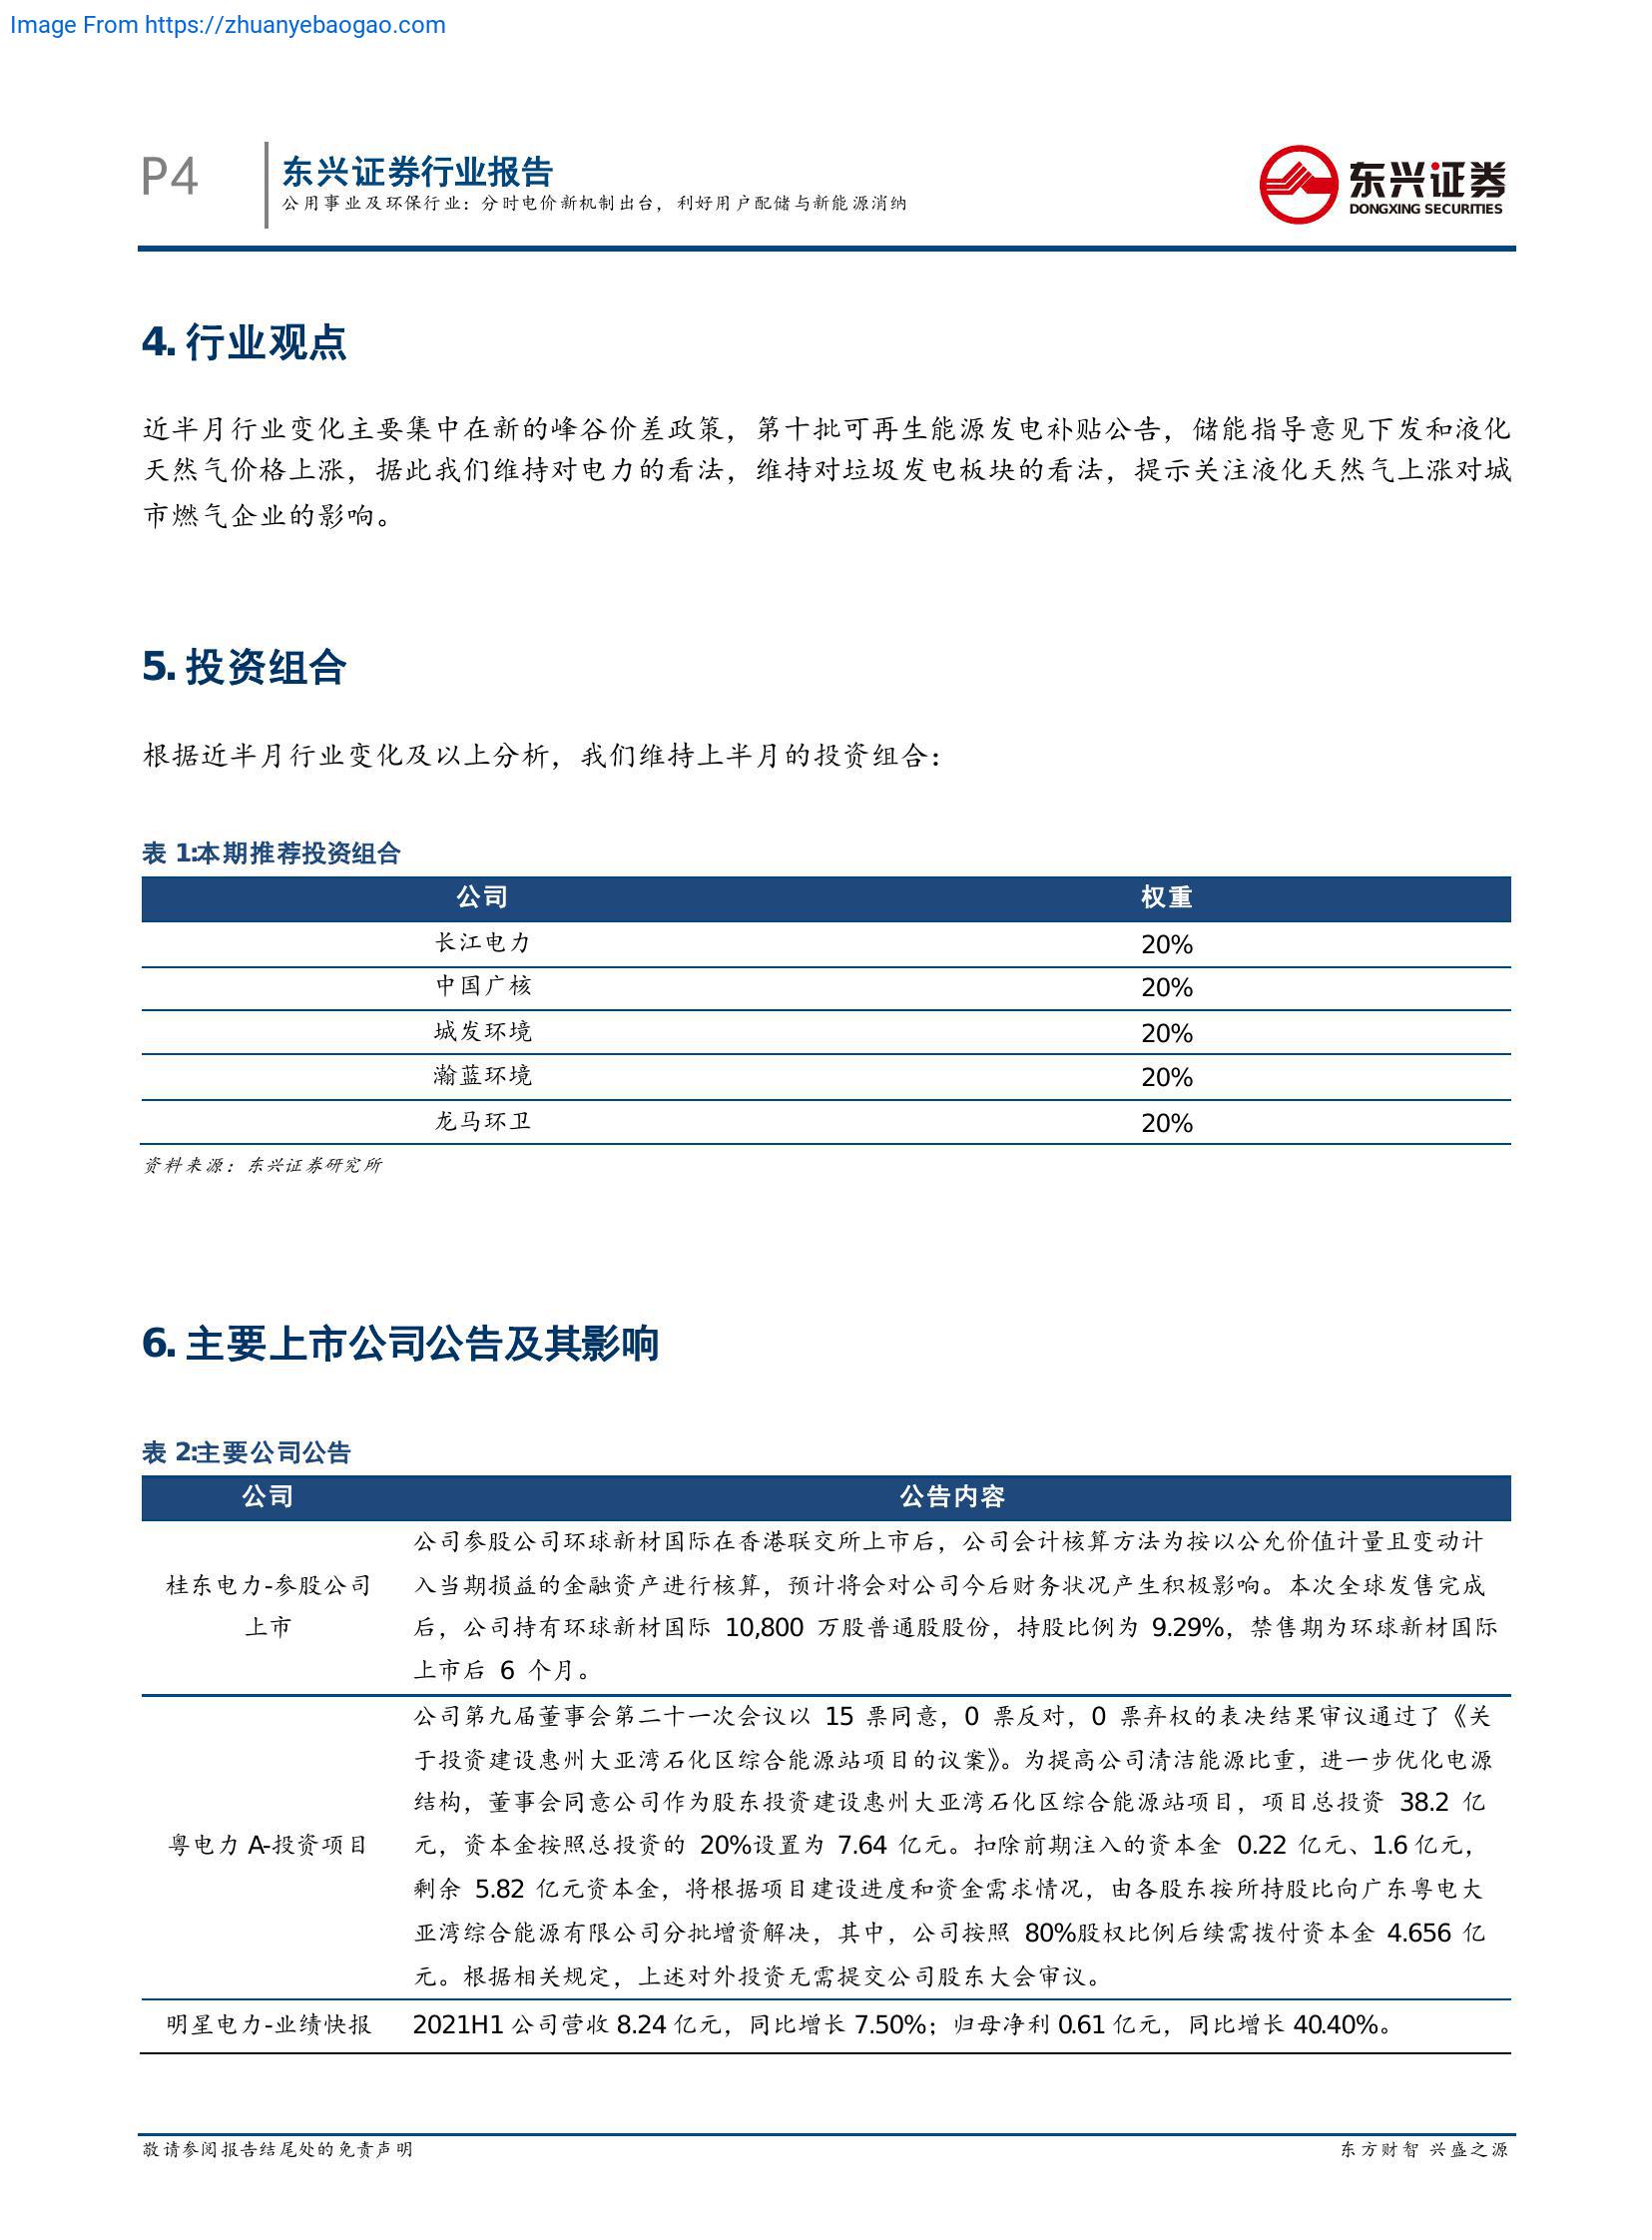 Image From https://zhuanyebaogao.com
P4
东兴证券行业报告
公用事业及环保行业：分时电价新机制出台，利好用户配储与新能源消纳
东兴证券
DONGXING SECURITIES
4. 行业观点
近半月行业变化主要集中在新的峰谷价差政策，第十批可再生能源发电补贴公告，储能指导意见下发和液化
天然气价格上涨，据此我们维持对电力的看法，维持对垃圾发电板块的看法，提示关注液化天然气上涨对城
市燃气企业的影响。
5. 投资组合
根据近半月行业变化及以上分析，我们维持上半月的投资组合：
表 1:本期推荐投资组合
公司 权重
长江电力 20%
中国广核 20%
城发环境 20%
瀚蓝环境 20%
龙马环卫 20%
资料来源：东兴证券研究所
6. 主要上市公司公告及其影响
表 2:主要公司公告
公司 公告内容
桂东电力-参股公司
上市
公司参股公司环球新材国际在香港联交所上市后，公司会计核算方法为按以公允价值计量且变动计
入当期损益的金融资产进行核算，预计将会对公司今后财务状况产生积极影响。本次全球发售完成
后，公司持有环球新材国际 10,800 万股普通股股份，持股比例为 9.29%，禁售期为环球新材国际
上市后 6 个月。
粤电力 A-投资项目
公司第九届董事会第二十一次会议以 15 票同意，0 票反对，0 票弃权的表决结果审议通过了《关
于投资建设惠州大亚湾石化区综合能源站项目的议案》。为提高公司清洁能源比重，进一步优化电源
结构，董事会同意公司作为股东投资建设惠州大亚湾石化区综合能源站项目，项目总投资 38.2 亿
元，资本金按照总投资的 20%设置为 7.64 亿元。扣除前期注入的资本金 0.22 亿元、1.6 亿元，
剩余 5.82 亿元资本金，将根据项目建设进度和资金需求情况，由各股东按所持股比向广东粤电大
亚湾综合能源有限公司分批增资解决，其中，公司按照 80%股权比例后续需拨付资本金 4.656 亿
元。根据相关规定，上述对外投资无需提交公司股东大会审议。
明星电力-业绩快报 2021H1 公司营收 8.24 亿元，同比增长 7.50%；归母净利 0.61 亿元，同比增长 40.40%。
敬请参阅报告结尾处的免责声明
东方财智 兴盛之源